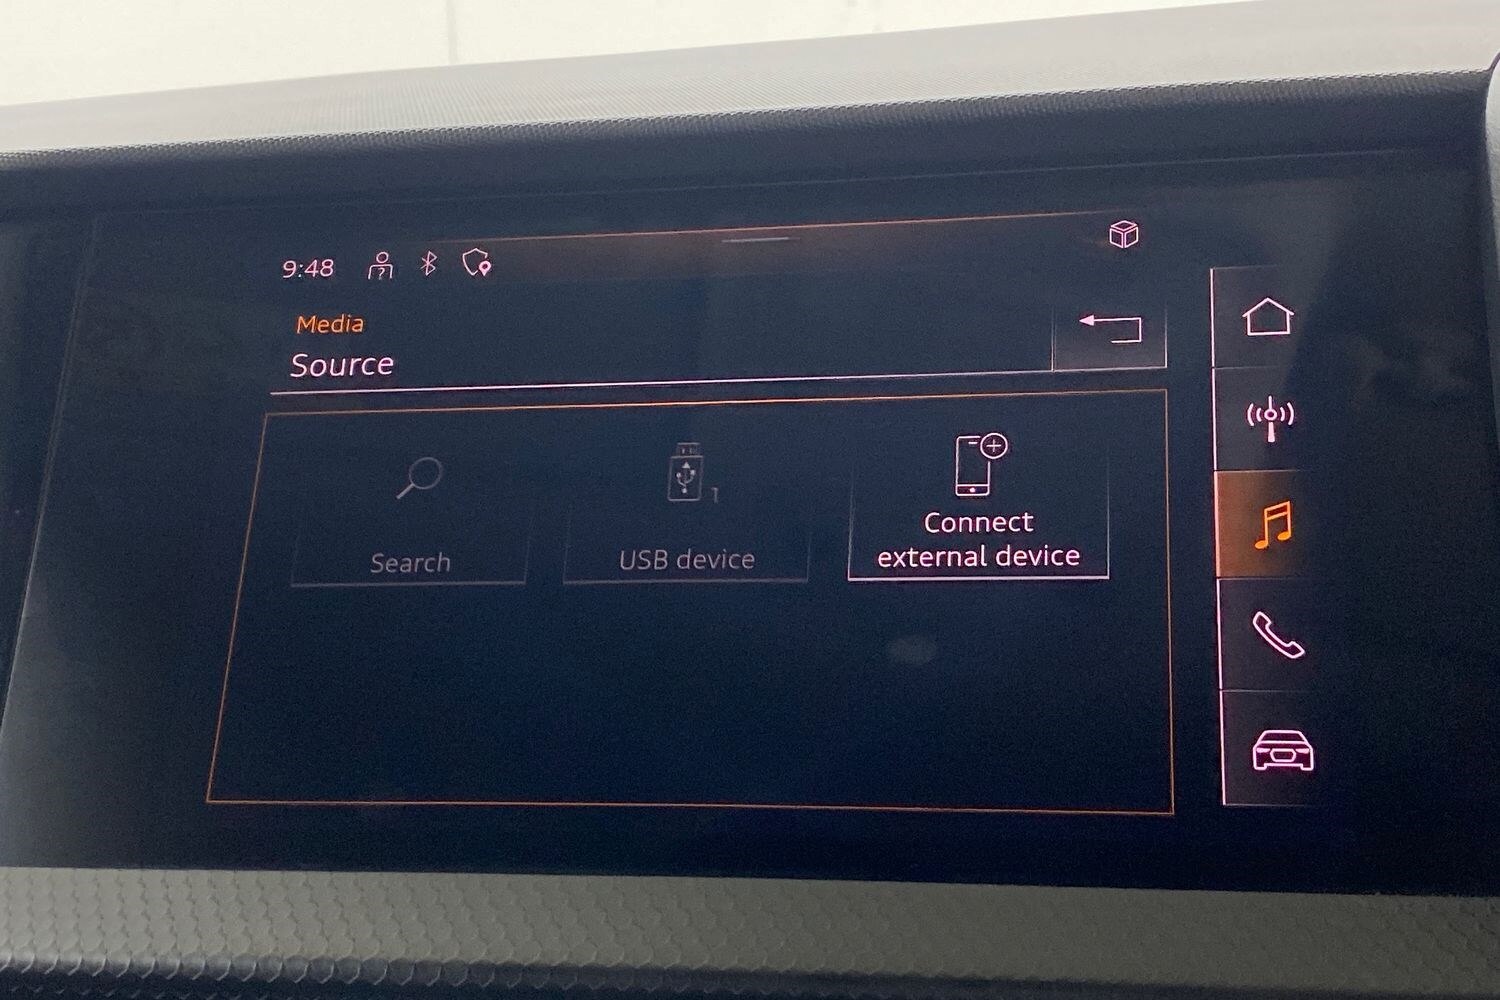 9:48
Media
Source
1
Search
USB device
Connect
external device